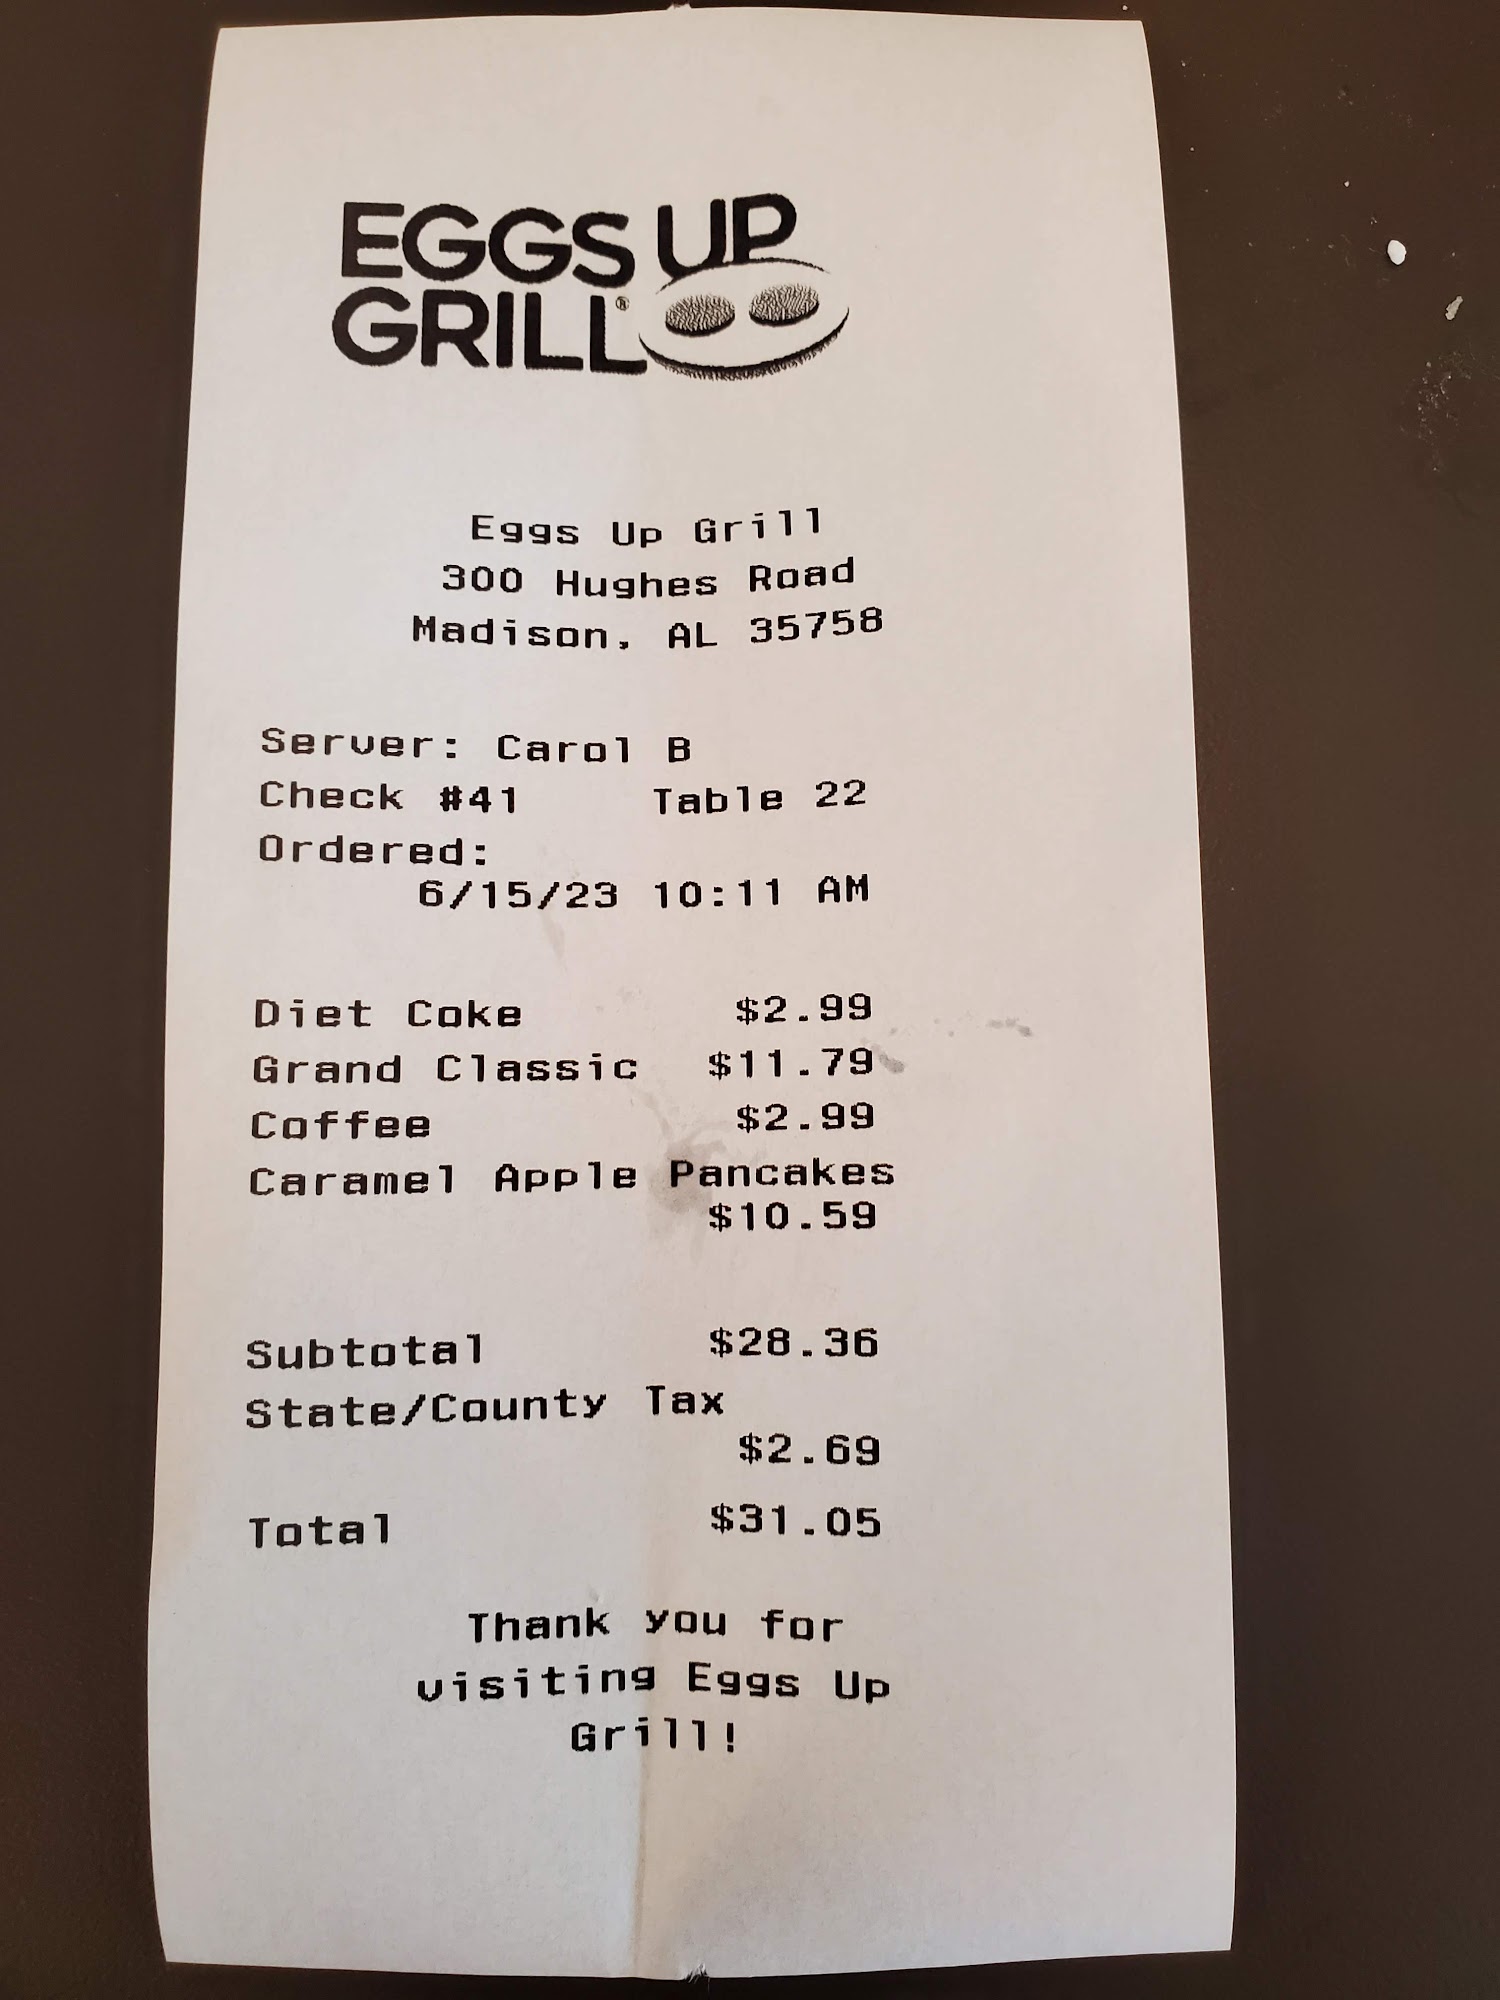 EGGS UP
GRILL®
Eggs Up Grill
300 Hughes Road
Madison, AL 35758
Server: Carol B
Check #41 Table 22
Ordered:
6/15/23 10:11 AM
Diet Coke $2.99
Grand Classic $11.79
Coffee $2.99
Caramel Apple Pancakes
$10.59
Subtotal $28.36
State/County Tax
$2.69
Total $31.05
Thank you for
visiting Eggs Up
Grill!